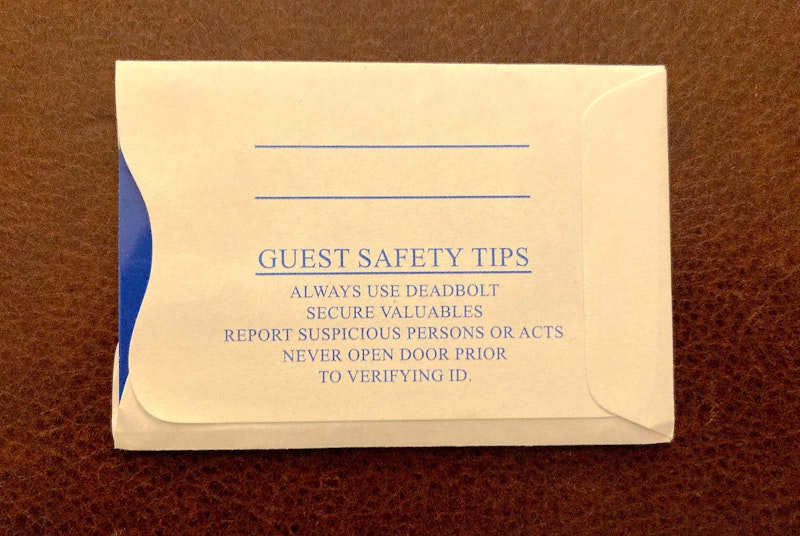 GUEST SAFETY TIPS
ALWAYS USE DEADBOLT
SECURE VALUABLES
REPORT SUSPICIOUS PERSONS OR ACTS
NEVER OPEN DOOR PRIOR
TO VERIFYING ID.